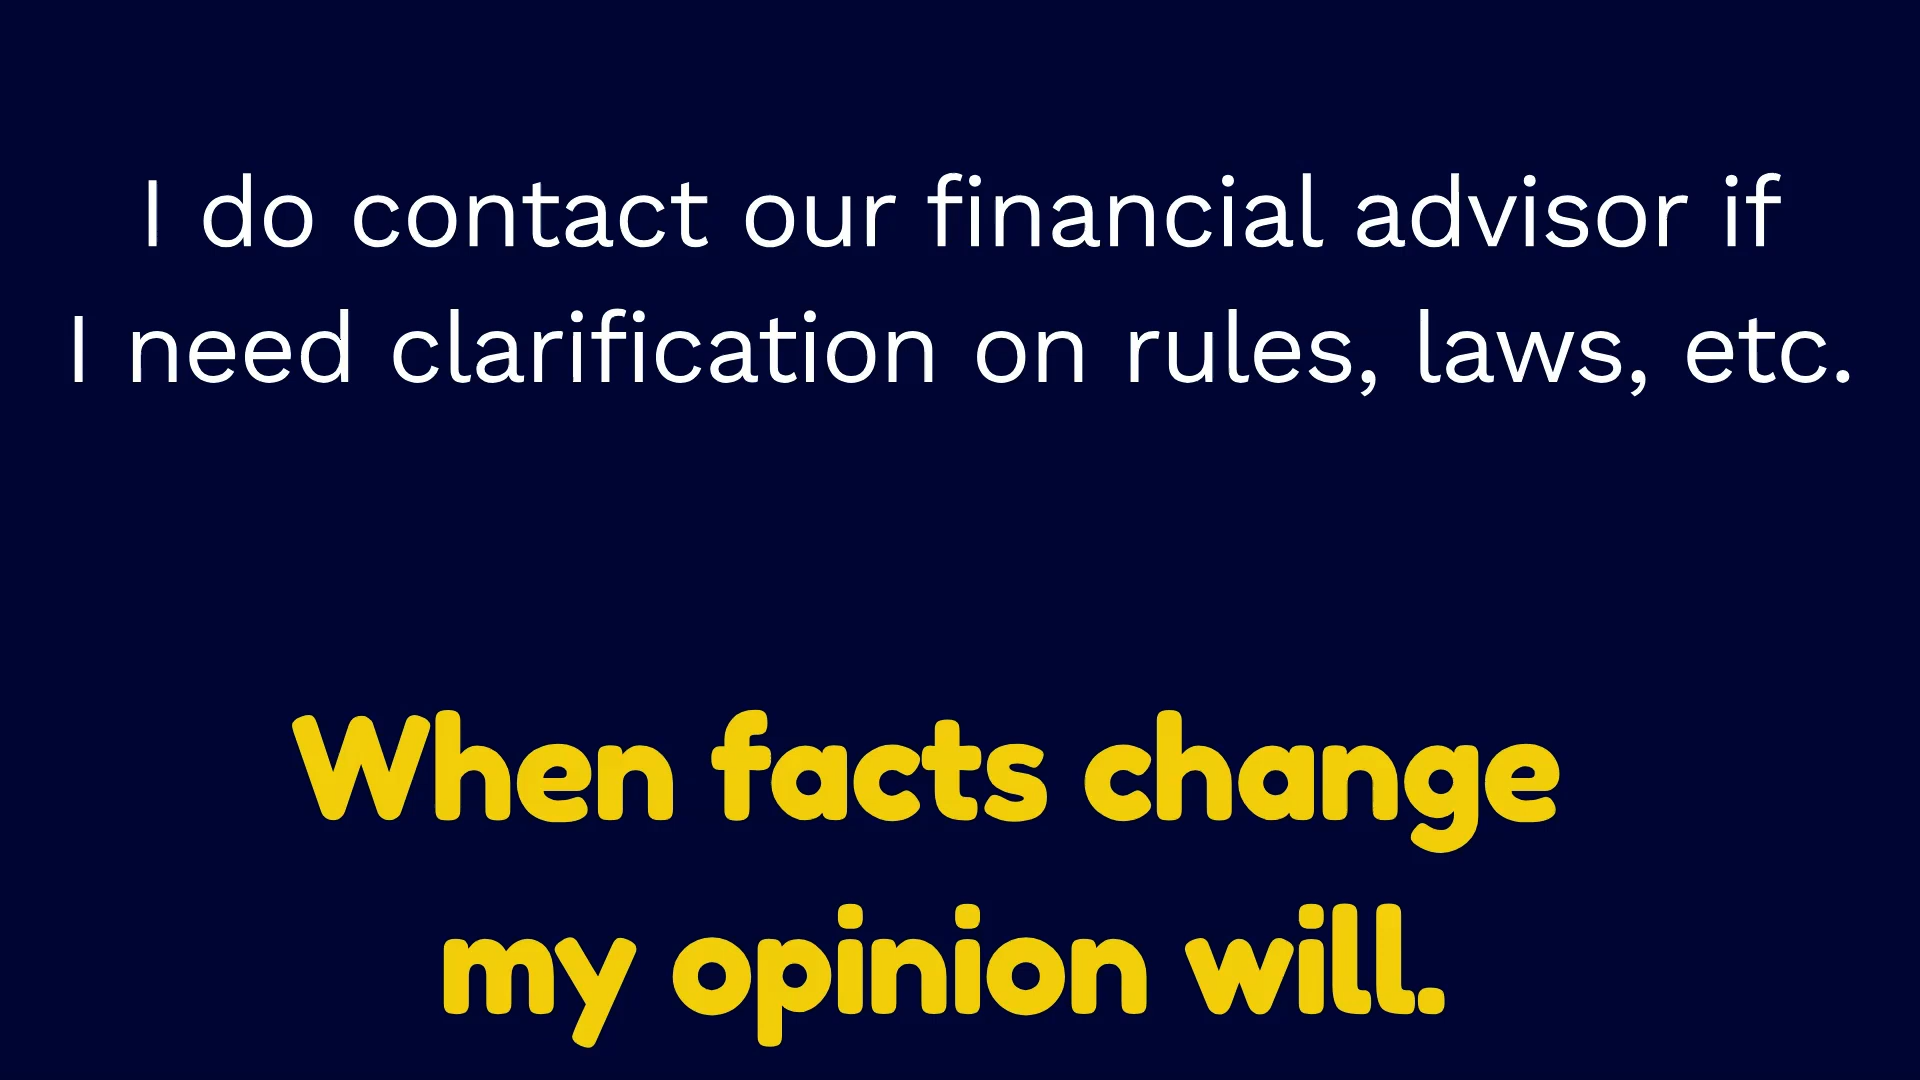 I do contact our financial advisor if
I need clarification on rules, laws, etc.
When facts change
my opinion will.